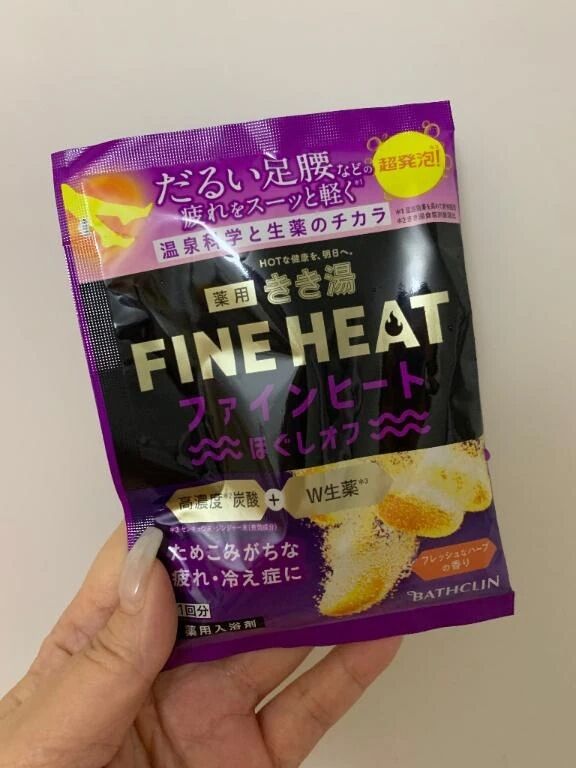 だるい足腰などの
疲れをスーッと軽く※1
超発泡!※2
温泉科学と生薬のチカラ
HOTな健康を、明日へ。
薬用 きき湯
FINE HEAT
ファインヒート
ほぐしオフ
高濃度※2炭酸 + W生薬※3
ためこみがちな
疲れ・冷え症に
フレッシュなハーブ
の香り
1回分
BATHCLIN
薬用入浴剤